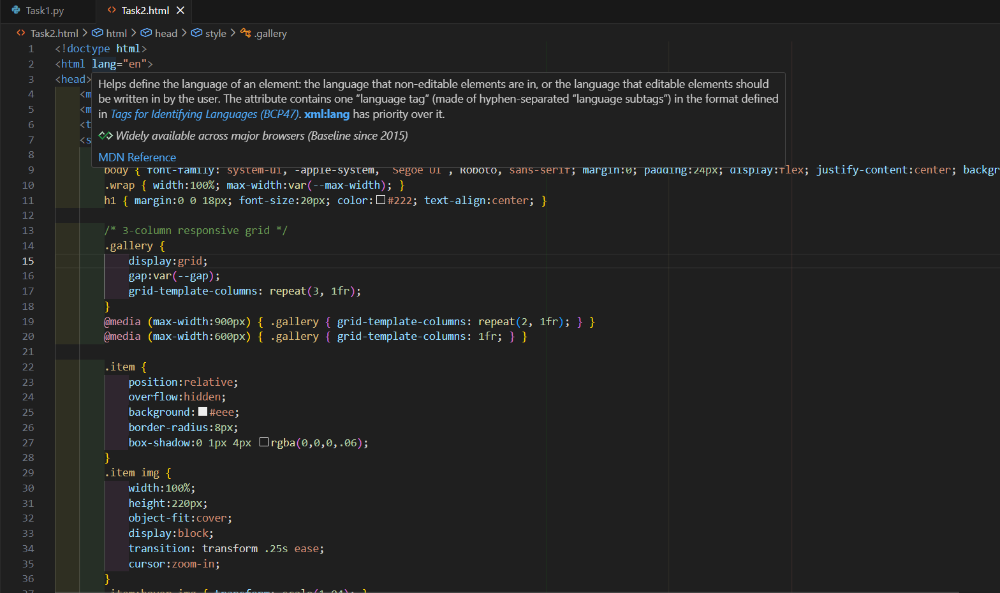 Task1.py
Task2.html
Task2.html > html > head > style > .gallery
1 <!doctype html>
2 <html lang="en">
3 <head>
Helps define the language of an element: the language that non-editable elements are in, or the language that editable elements should
4 <m
be written in by the user. The attribute contains one “language tag” (made of hyphen-separated “language subtags”) in the format defined
5 <m
in Tags for Identifying Languages (BCP47). xml:lang has priority over it.
6 <t
Widely available across major browsers (Baseline since 2015)
7 <s
8
MDN Reference
9 body { font-family: system-ui, -apple-system, "Segoe UI", Roboto, sans-serif; margin:0; padding:24px; display:flex; justify-content:center; backgr
10 .wrap { width:100%; max-width:var(--max-width); }
11 h1 { margin:0 0 18px; font-size:20px; color:#222; text-align:center; }
12
13 /* 3-column responsive grid */
14 .gallery {
15 display:grid;
16 gap:var(--gap);
17 grid-template-columns: repeat(3, 1fr);
18 }
19 @media (max-width:900px) { .gallery { grid-template-columns: repeat(2, 1fr); } }
20 @media (max-width:600px) { .gallery { grid-template-columns: 1fr; } }
21
22 .item {
23 position:relative;
24 overflow:hidden;
25 background:#eee;
26 border-radius:8px;
27 box-shadow:0 1px 4px rgba(0,0,0,.06);
28 }
29 .item img {
30 width:100%;
31 height:220px;
32 object-fit:cover;
33 display:block;
34 transition: transform .25s ease;
35 cursor:zoom-in;
36 }
37 .item:hover img { transform: scale(1.04); }